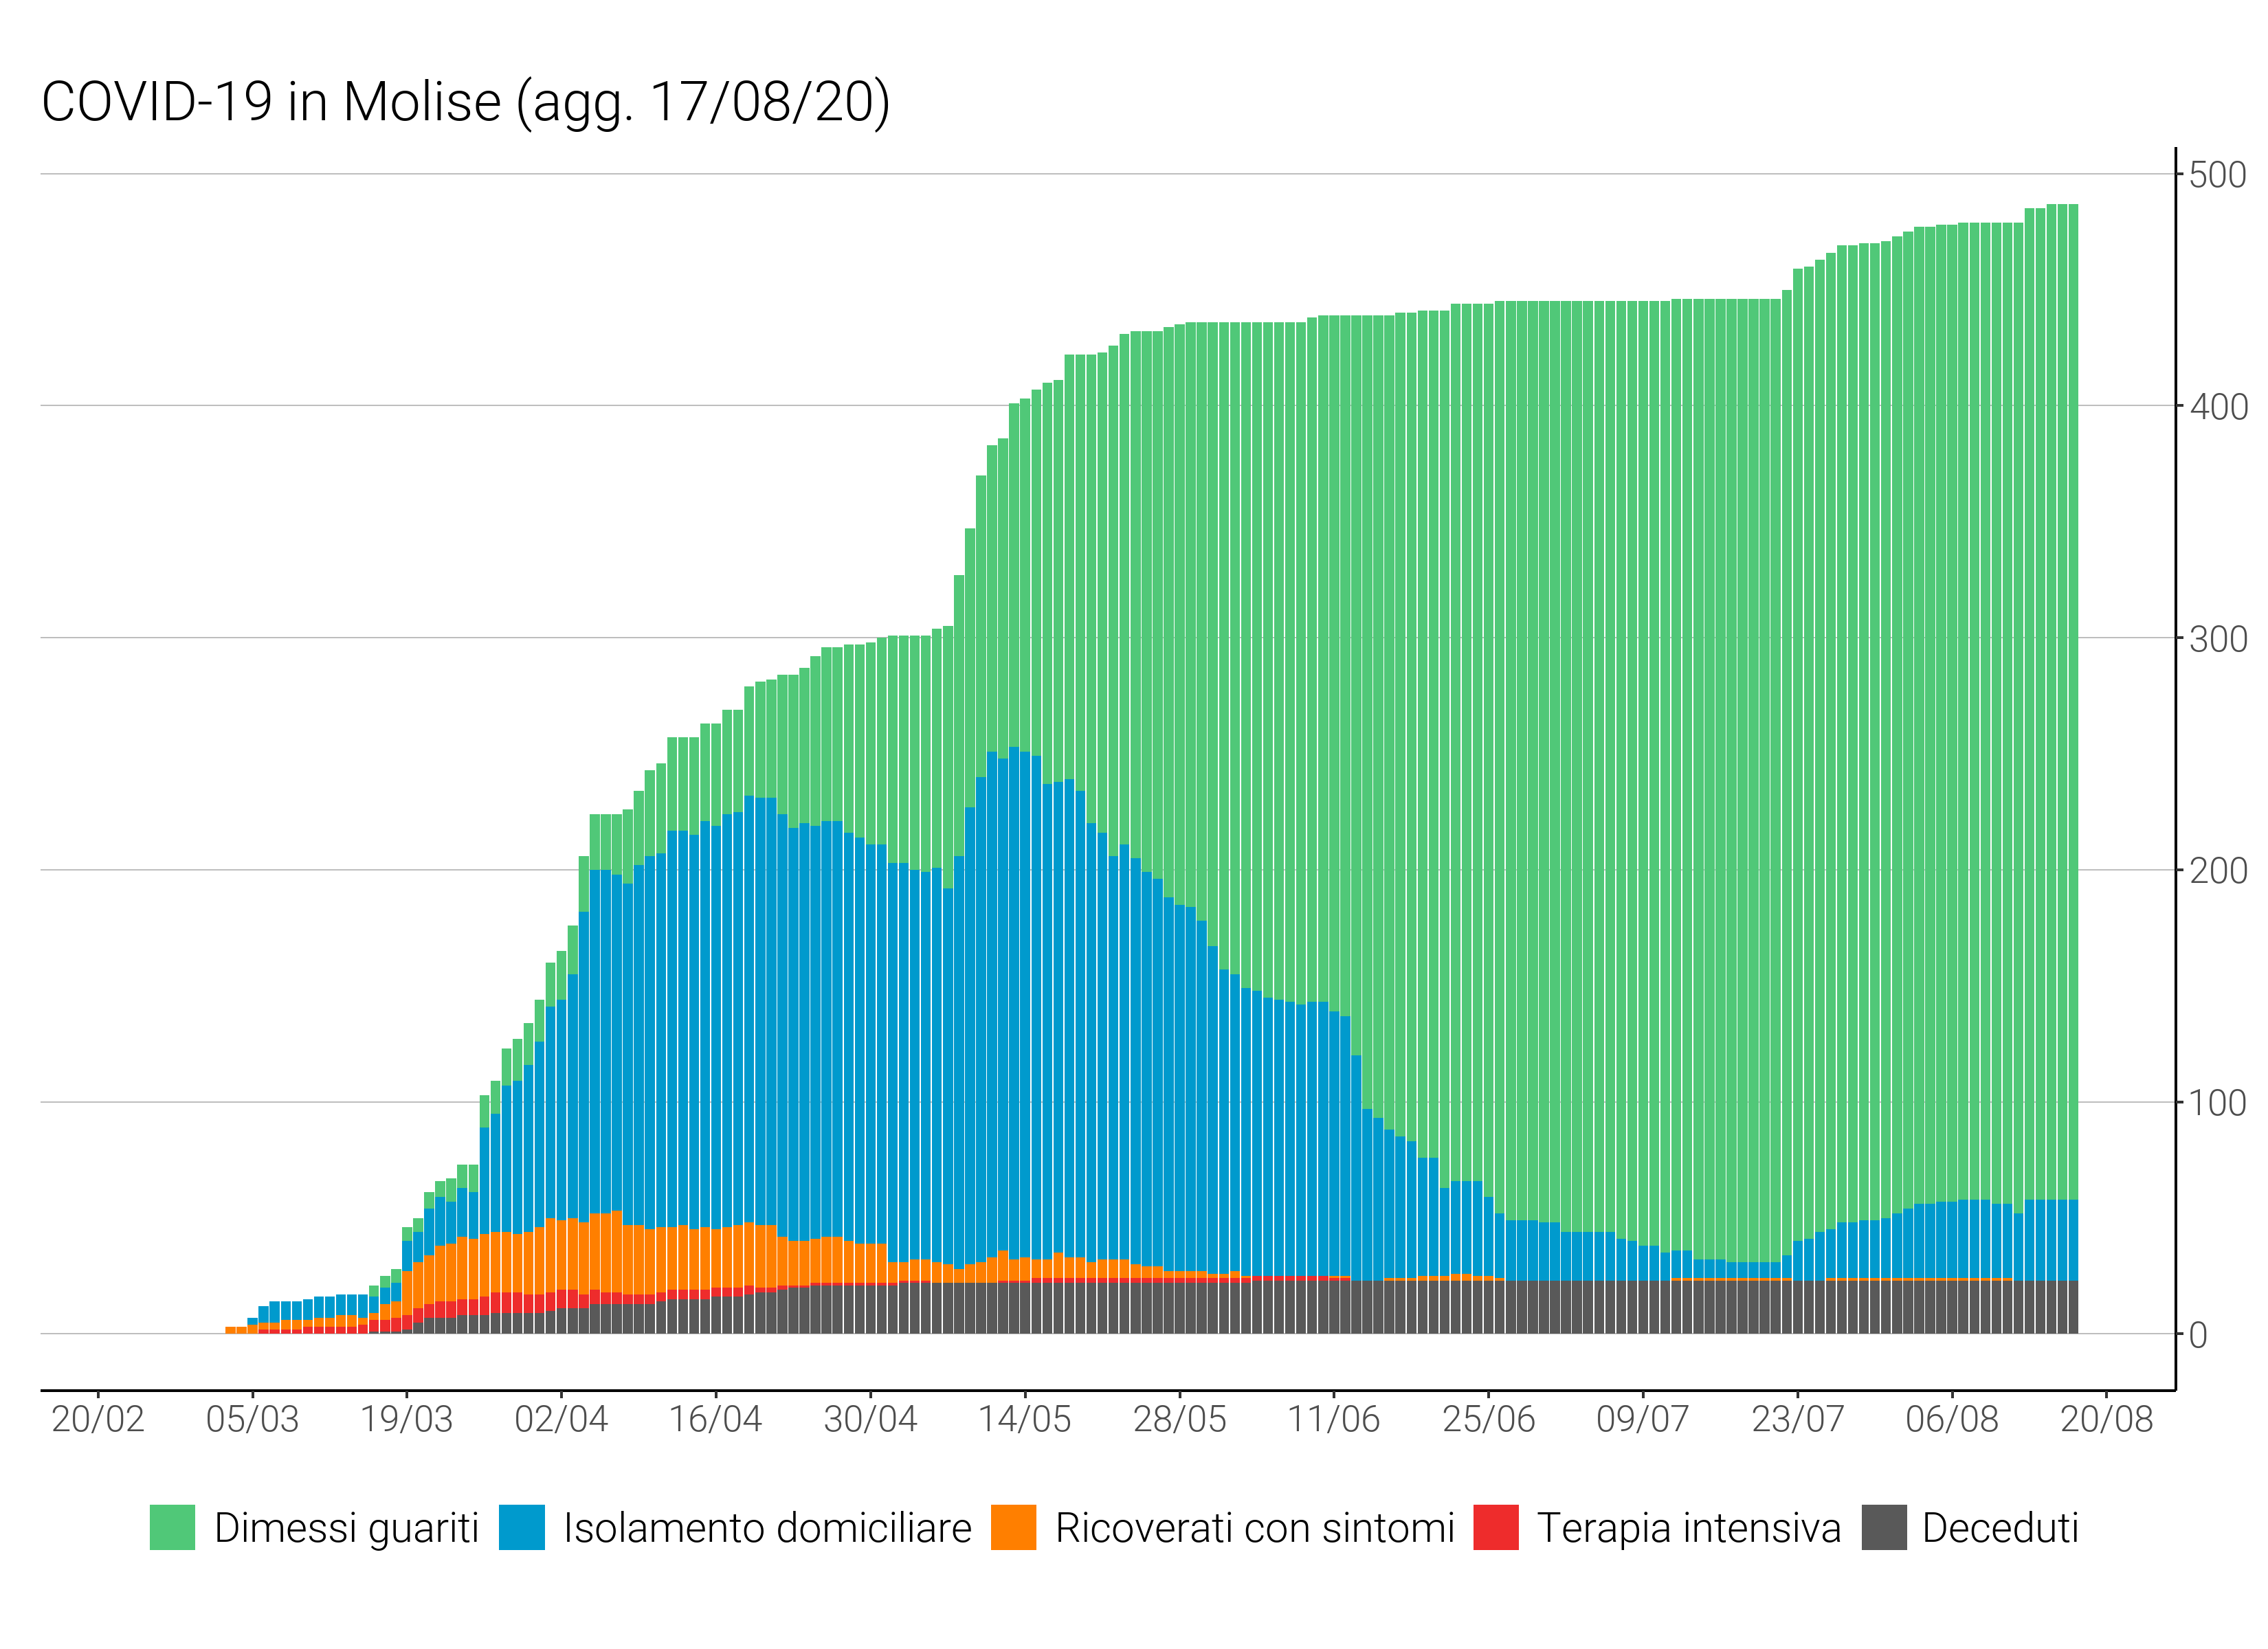 COVID-19 in Molise (agg. 17/08/20)
500
400
300
200
100
0
20/02 05/03 19/03 02/04 16/04 30/04 14/05 28/05 11/06 25/06 09/07 23/07 06/08 20/08
Dimessi guariti Isolamento domiciliare Ricoverati con sintomi Terapia intensiva Deceduti